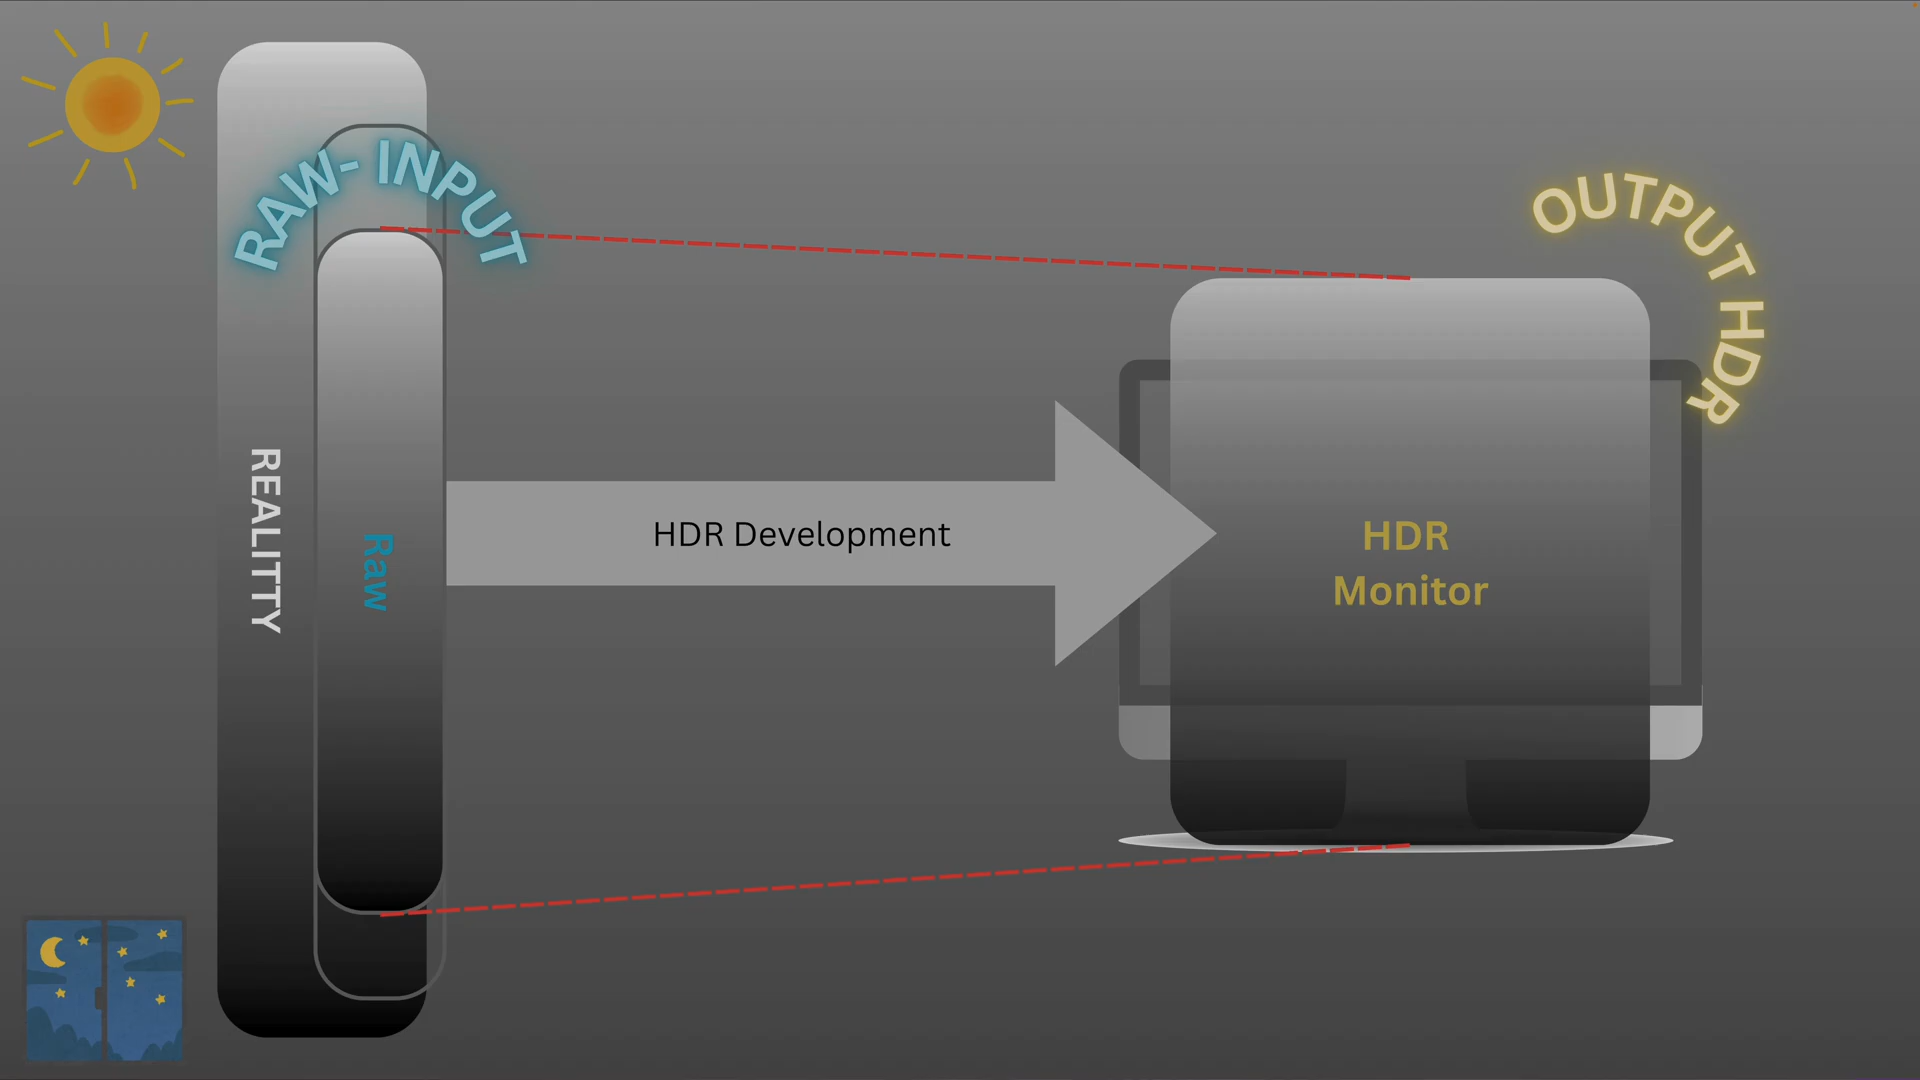 RAW- INPUT
OUTPUT HDR
REALITTY
Raw
HDR Development
HDR
Monitor